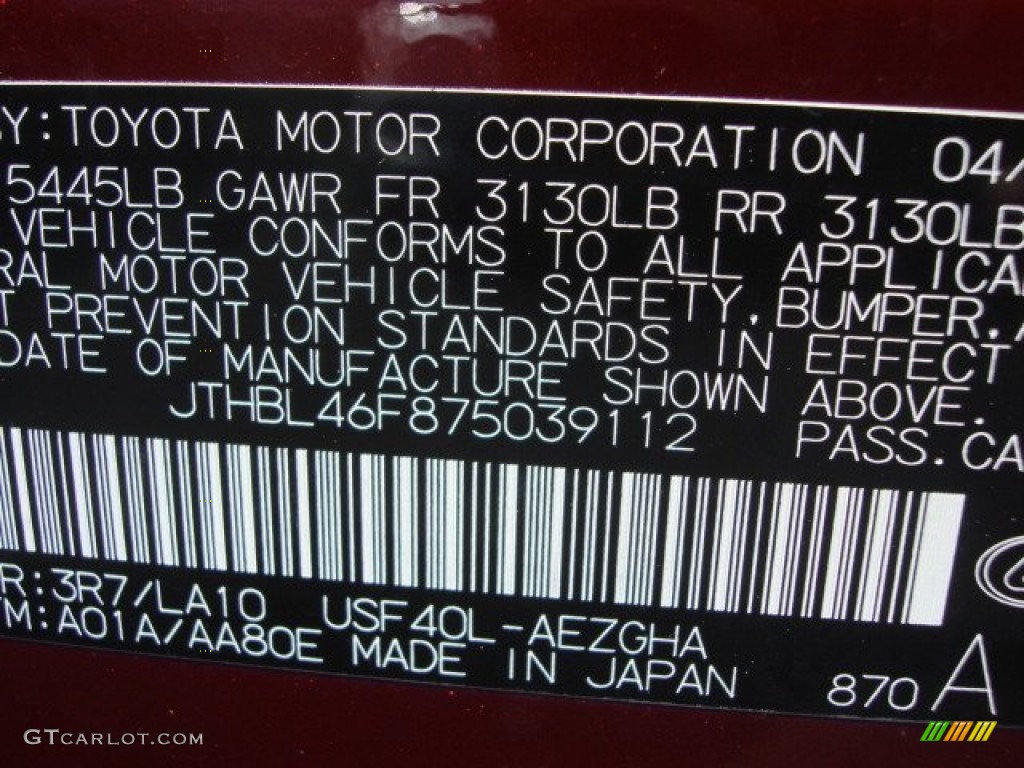 BY:TOYOTA MOTOR CORPORATION 04/
5445LB GAWR FR 3130LB RR 3130LB
VEHICLE CONFORMS TO ALL APPLICA
RAL MOTOR VEHICLE SAFETY, BUMPER, A
T PREVENTION STANDARDS IN EFFECT
DATE OF MANUFACTURE SHOWN ABOVE.
JTHBL46F875039112 PASS.CA
R:3R7/LA10 USF40L-AEZGHA
TM:A01A/AA80E MADE IN JAPAN
870 A
GTCARLOT.COM